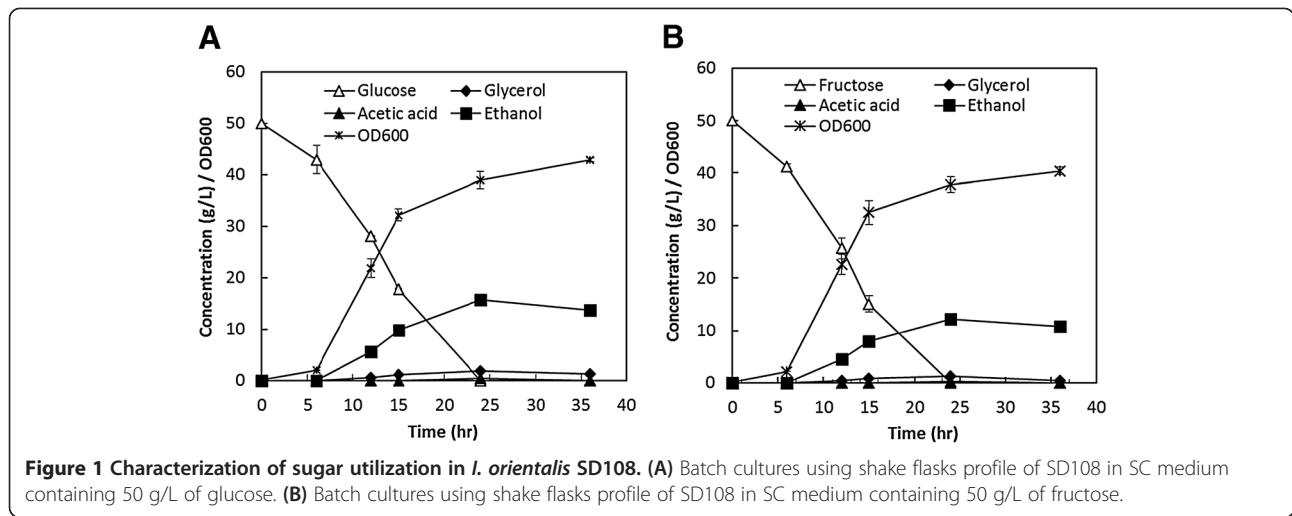 A
60
50
40
30
20
10
0
Concentration (g/L) / OD600
Glucose Glycerol
Acetic acid Ethanol
OD600
0 5 10 15 20 25 30 35 40
Time (hr)
B
60
50
40
30
20
10
0
Concentration (g/L) / OD600
Fructose Glycerol
Acetic acid Ethanol
OD600
0 5 10 15 20 25 30 35 40
Time (hr)
Figure 1 Characterization of sugar utilization in I. orientalis SD108. (A) Batch cultures using shake flasks profile of SD108 in SC medium
containing 50 g/L of glucose. (B) Batch cultures using shake flasks profile of SD108 in SC medium containing 50 g/L of fructose.